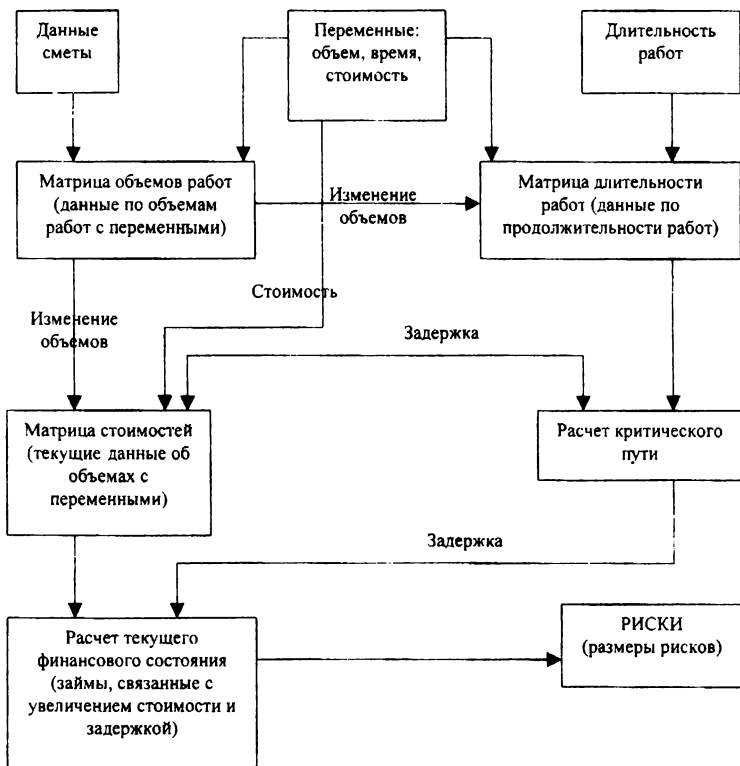 Данные
сметы
Переменные:
объем, время,
стоимость
Длительность
работ
Матрица объемов работ
(данные по объемам
работ с переменными)
Изменение
объемов
Матрица длительности
работ (данные по
продолжительности работ)
Стоимость
Изменение
объемов
Задержка
Матрица стоимостей
(текущие данные об
объемах с
переменными)
Расчет критического
пути
Задержка
Расчет текущего
финансового состояния
(займы, связанные с
увеличением стоимости и
задержкой)
РИСКИ
(размеры рисков)